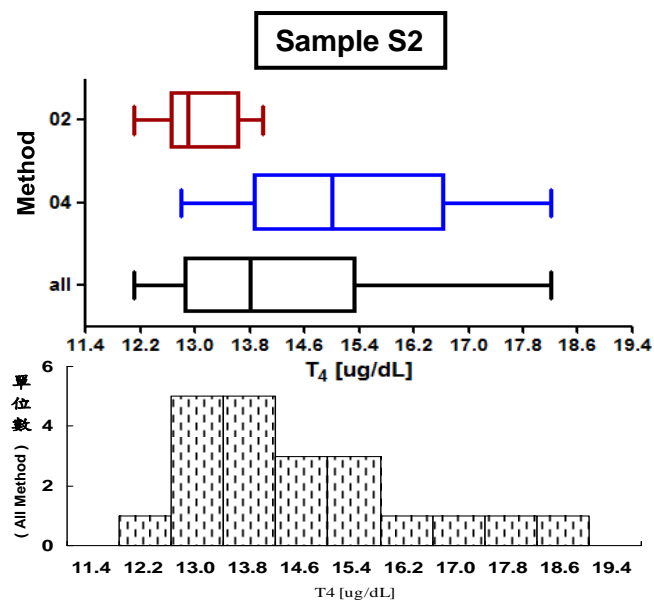 Sample S2
Method
02
04
all
11.4 12.2 13.0 13.8 14.6 15.4 16.2 17.0 17.8 18.6 19.4
T4 [ug/dL]
單位數
( All Method )
6
4
2
0
11.4 12.2 13.0 13.8 14.6 15.4 16.2 17.0 17.8 18.6 19.4
T4 [ug/dL]